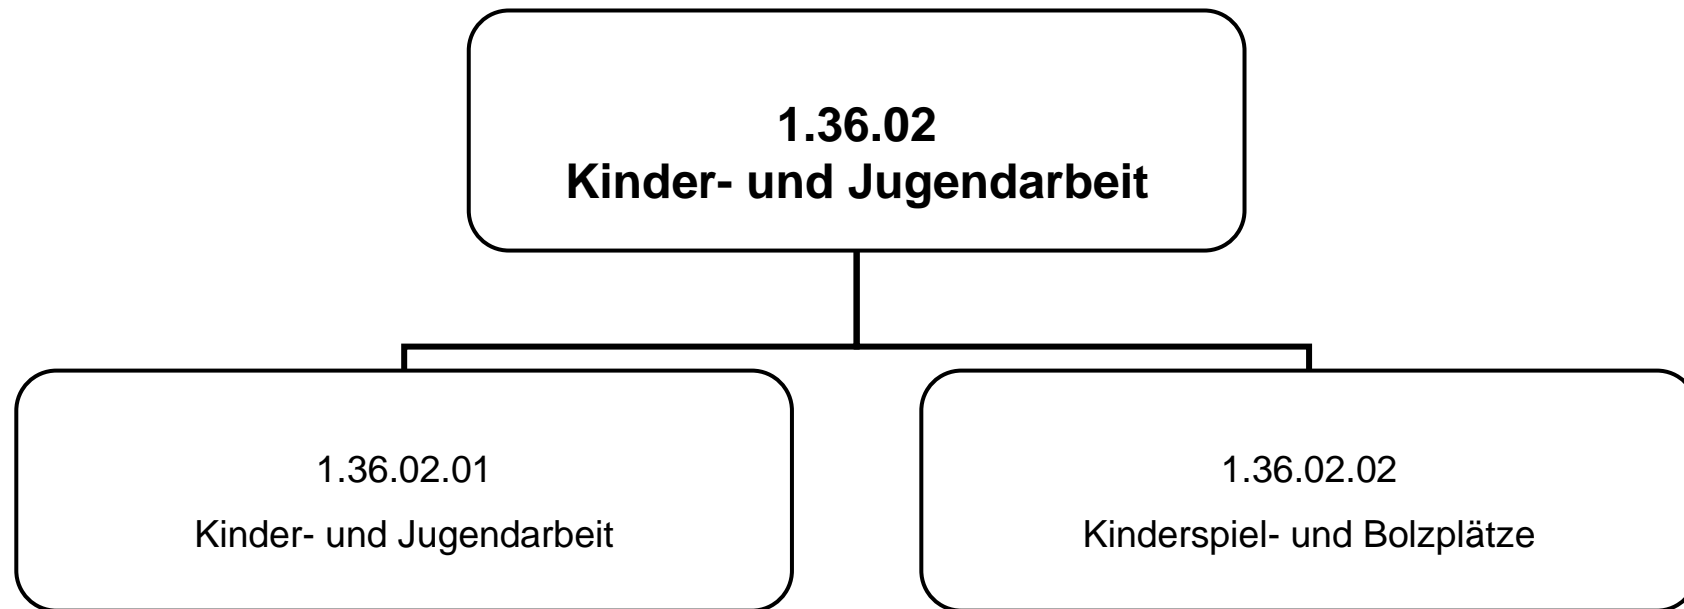 1.36.02
Kinder- und Jugendarbeit
1.36.02.01
Kinder- und Jugendarbeit
1.36.02.02
Kinderspiel- und Bolzplätze